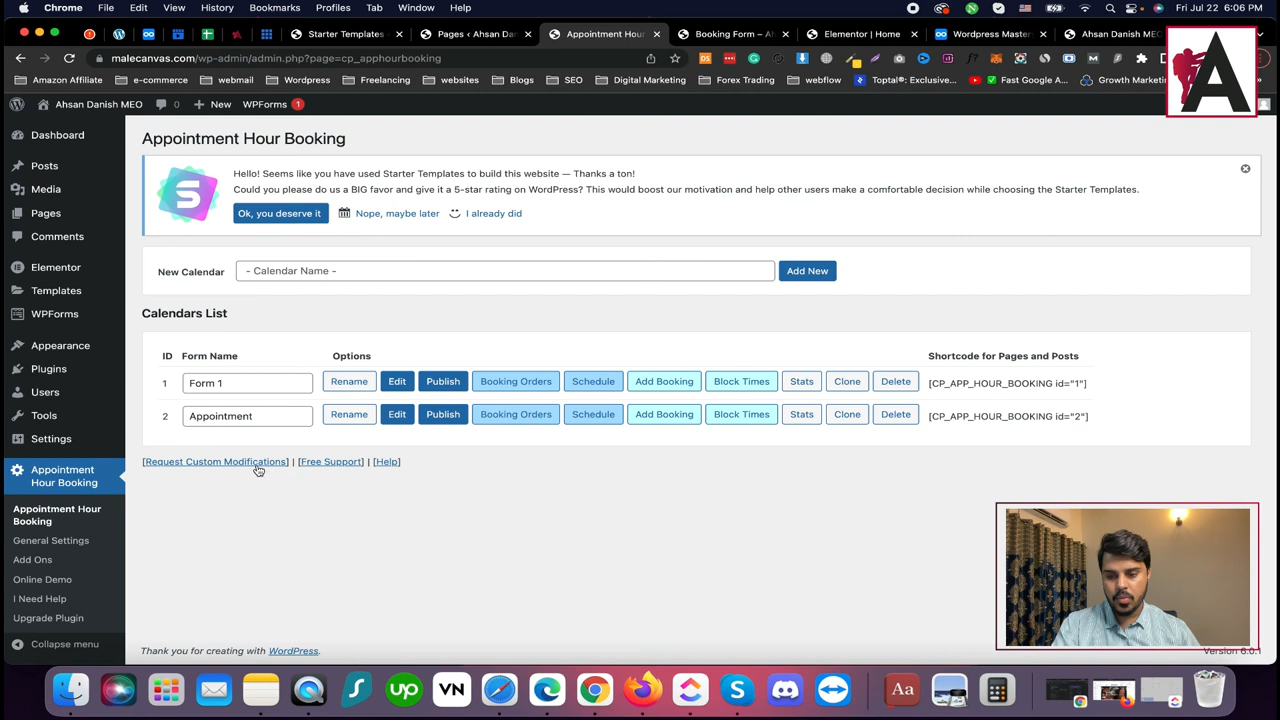 Chrome File Edit View History Bookmarks Profiles Tab Window Help Fri Jul 22 6:06 PM
Starter Templates Pages ‹ Ahsan Danish Appointment Hour Booking Form – Elementor | Home Wordpress Master Ahsan Danish ME
malecanvas.com/wp-admin/admin.php?page=cp_apphourbooking
Amazon Affiliate e-commerce webmail Wordpress Freelancing websites Blogs SEO Digital Marketing Forex Trading webflow Toptal®: Exclusive... Fast Google A... Growth Marketing
Ahsan Danish MEO 0 New WPForms 1
A
Dashboard
Posts
Media
Pages
Comments
Elementor
Templates
WPForms
Appearance
Plugins
Users
Tools
Settings
Appointment
Hour Booking
Appointment Hour
Booking
General Settings
Add Ons
Online Demo
I Need Help
Upgrade Plugin
Collapse menu
Appointment Hour Booking
Hello! Seems like you have used Starter Templates to build this website — Thanks a ton!
Could you please do us a BIG favor and give it a 5-star rating on WordPress? This would boost our motivation and help other users make a comfortable decision while choosing the Starter Templates.
Ok, you deserve it Nope, maybe later I already did
New Calendar - Calendar Name - Add New
Calendars List
ID Form Name Options Shortcode for Pages and Posts
1 Form 1 Rename Edit Publish Booking Orders Schedule Add Booking Block Times Stats Clone Delete [CP_APP_HOUR_BOOKING id="1"]
2 Appointment Rename Edit Publish Booking Orders Schedule Add Booking Block Times Stats Clone Delete [CP_APP_HOUR_BOOKING id="2"]
[Request Custom Modifications] | [Free Support] | [Help]
Thank you for creating with WordPress. Version 6.0.1
up VN Aa